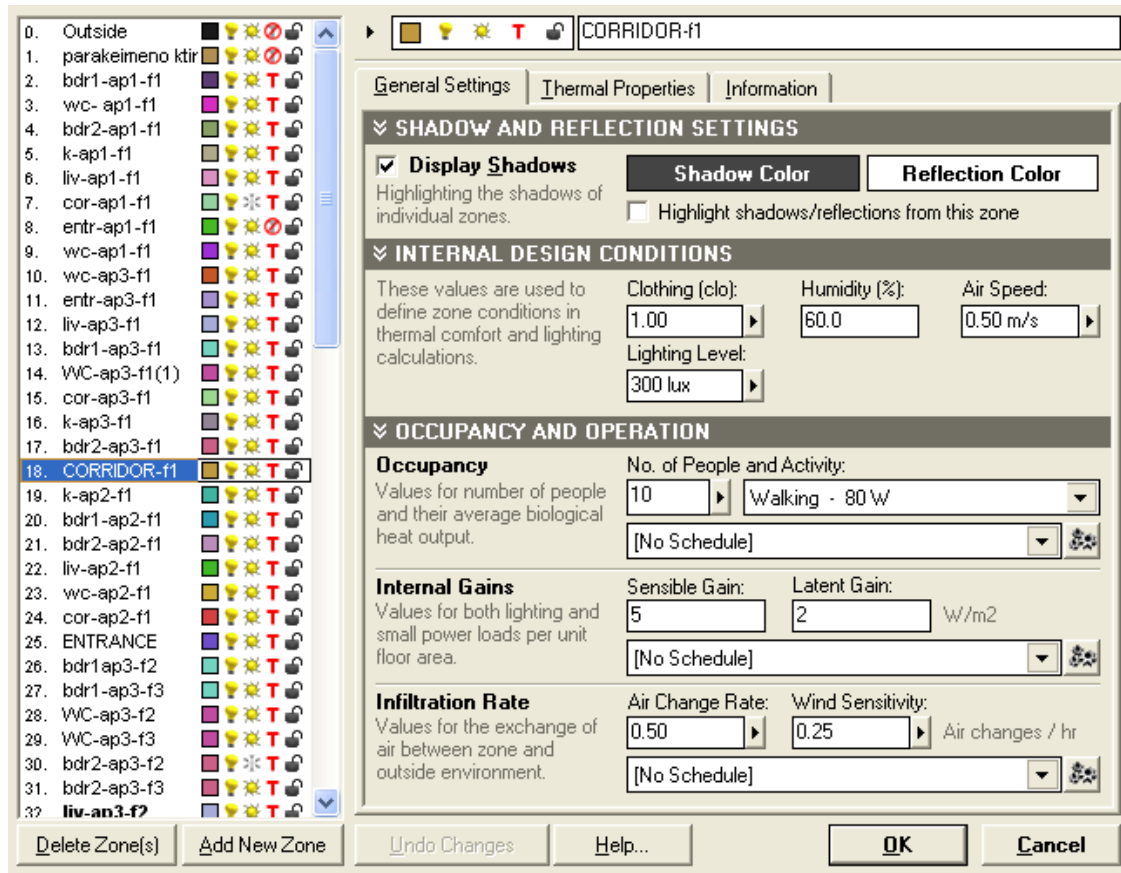 0. Outside
1. parakeimeno ktir
2. bdr1-ap1-f1
3. wc- ap1-f1
4. bdr2-ap1-f1
5. k-ap1-f1
6. liv-ap1-f1
7. cor-ap1-f1
8. entr-ap1-f1
9. wc-ap1-f1
10. wc-ap3-f1
11. entr-ap3-f1
12. liv-ap3-f1
13. bdr1-ap3-f1
14. WC-ap3-f1(1)
15. cor-ap3-f1
16. k-ap3-f1
17. bdr2-ap3-f1
18. CORRIDOR-f1
19. k-ap2-f1
20. bdr1-ap2-f1
21. bdr2-ap2-f1
22. liv-ap2-f1
23. wc-ap2-f1
24. cor-ap2-f1
25. ENTRANCE
26. bdr1ap3-f2
27. bdr1-ap3-f3
28. WC-ap3-f2
29. WC-ap3-f3
30. bdr2-ap3-f2
31. bdr2-ap3-f3
32. liv-ap3-f2
Delete Zone(s) Add New Zone
T CORRIDOR-f1
General Settings Thermal Properties Information
SHADOW AND REFLECTION SETTINGS
Display Shadows Shadow Color Reflection Color
Highlighting the shadows of
individual zones.
Highlight shadows/reflections from this zone
INTERNAL DESIGN CONDITIONS
These values are used to
define zone conditions in
thermal comfort and lighting
calculations.
Clothing (clo): Humidity (%): Air Speed:
1.00 60.0 0.50 m/s
Lighting Level:
300 lux
OCCUPANCY AND OPERATION
Occupancy
Values for number of people
and their average biological
heat output.
No. of People and Activity:
10 Walking - 80 W
[No Schedule]
Internal Gains
Values for both lighting and
small power loads per unit
floor area.
Sensible Gain: Latent Gain:
5 2 W/m2
[No Schedule]
Infiltration Rate
Values for the exchange of
air between zone and
outside environment.
Air Change Rate: Wind Sensitivity:
0.50 0.25 Air changes / hr
[No Schedule]
Undo Changes Help... OK Cancel